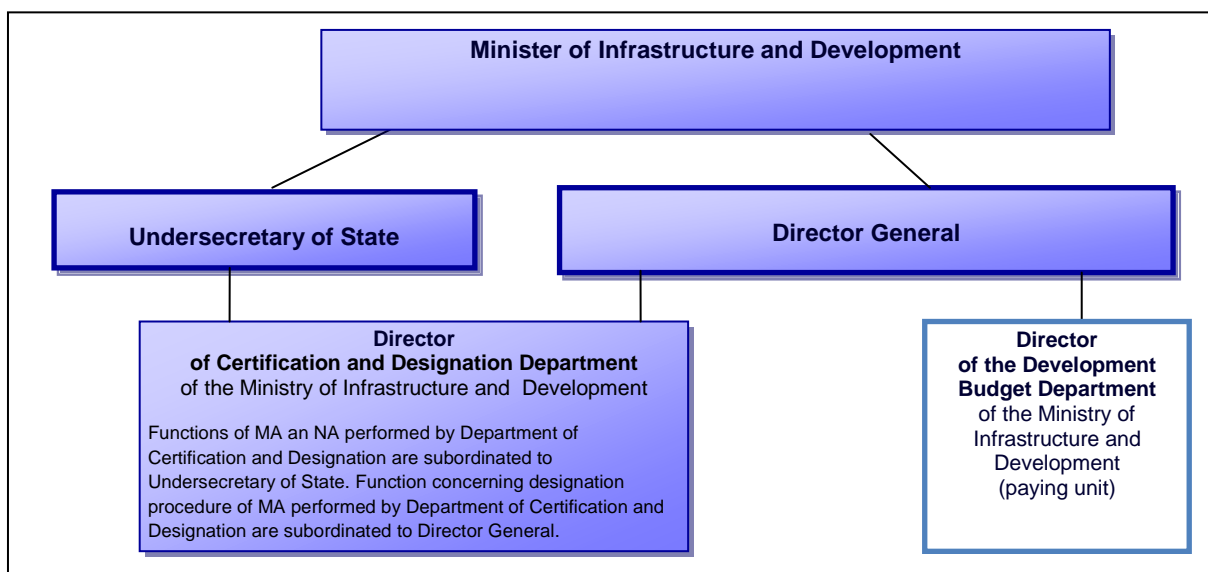 Minister of Infrastructure and Development
Undersecretary of State
Director General
Director
of Certification and Designation Department
of the Ministry of Infrastructure and Development
Functions of MA an NA performed by Department of
Certification and Designation are subordinated to
Undersecretary of State. Function concerning designation
procedure of MA performed by Department of Certification and
Designation are subordinated to Director General.
Director
of the Development
Budget Department
of the Ministry of
Infrastructure and
Development
(paying unit)